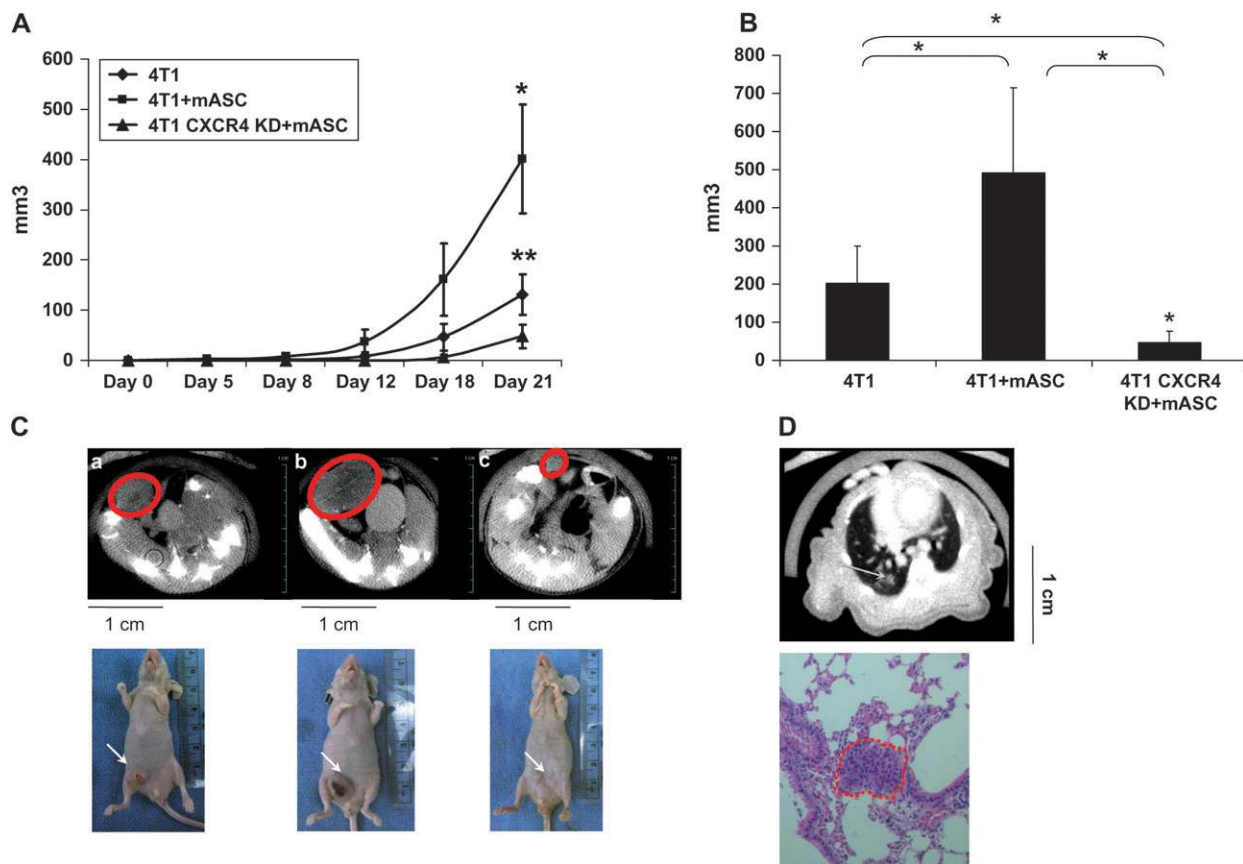 A
600
500
400
300
200
100
0
mm3
4T1
4T1+mASC
4T1 CXCR4 KD+mASC
*
**
Day 0 Day 5 Day 8 Day 12 Day 18 Day 21
B
800
700
600
500
400
300
200
100
0
mm3
*
*
*
*
4T1
4T1+mASC
4T1 CXCR4
KD+mASC
C
a
b
c
1 cm
1 cm
1 cm
D
1 cm